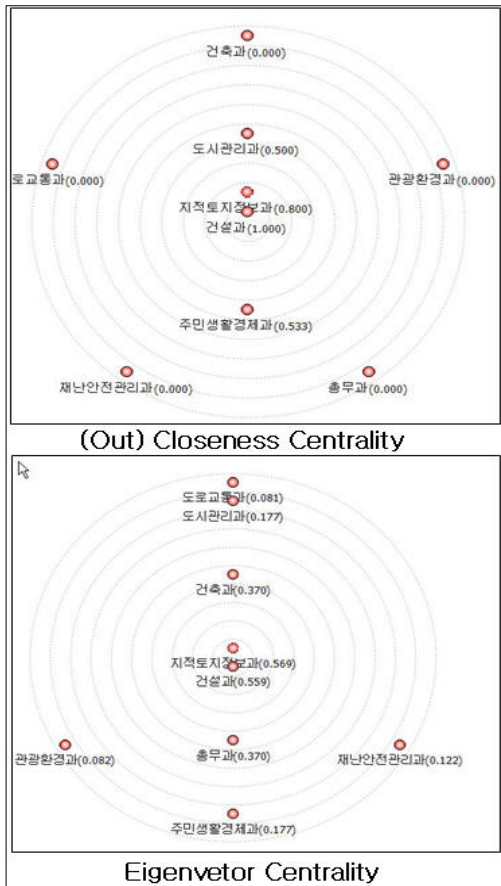 건축과(0.000)
도시관리과(0.500)
로교통과(0.000)
관광환경과(0.000)
지적토지정보과(0.800)
건설과(1.000)
주민생활경제과(0.533)
재난안전관리과(0.000)
총무과(0.000)
(Out) Closeness Centrality
도로교통과(0.081)
도시관리과(0.177)
건축과(0.370)
지적토지정보과(0.569)
건설과(0.559)
관광환경과(0.082)
총무과(0.370)
재난안전관리과(0.122)
주민생활경제과(0.177)
Eigenvetor Centrality